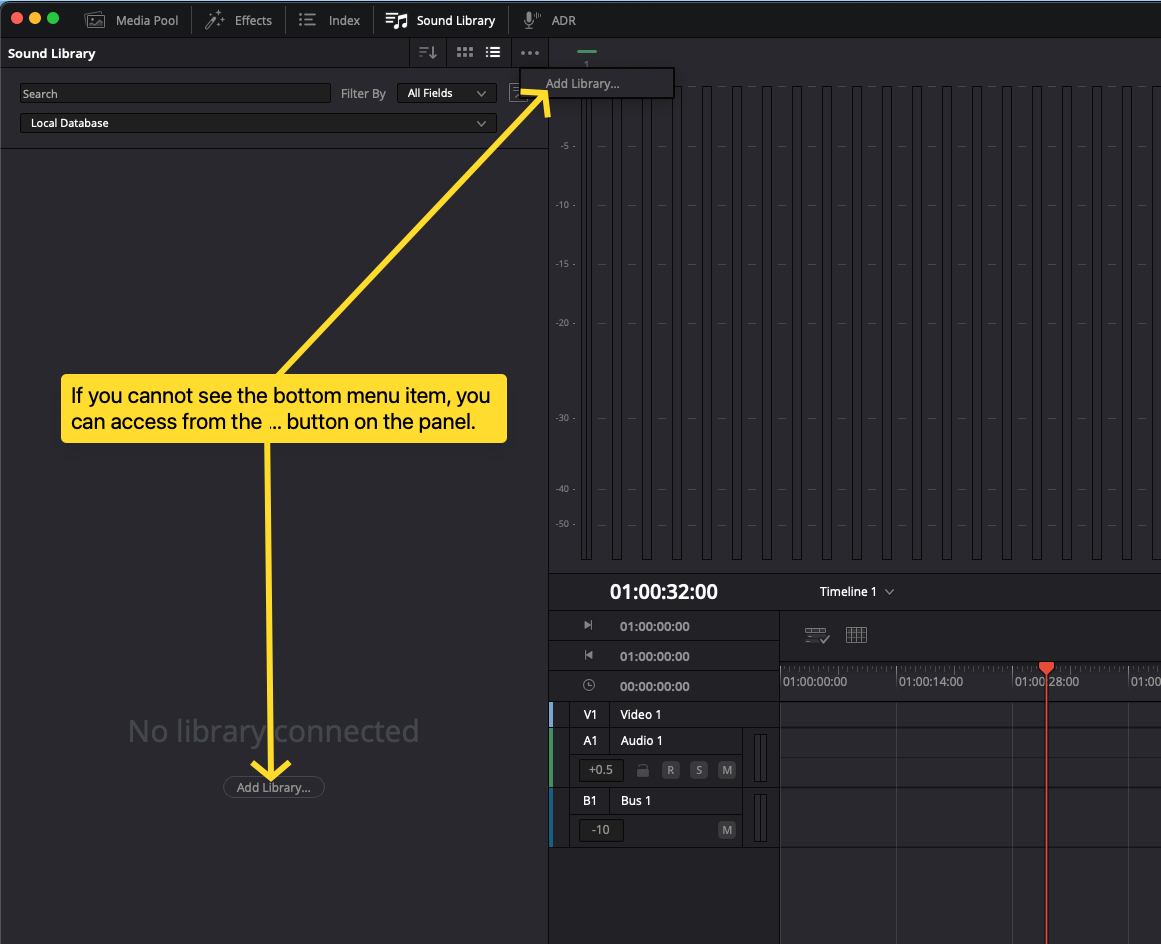 Media Pool
Effects
Index
Sound Library
ADR
Sound Library
1
Add Library...
Search
Filter By
All Fields
Local Database
-5
-10
-15
-20
-30
-40
-50
If you cannot see the bottom menu item, you
can access from the ... button on the panel.
No library connected
Add Library...
01:00:32:00
Timeline 1
01:00:00:00
01:00:00:00
00:00:00:00
01:00:00:00
01:00:14:00
01:00:28:00
01:00
V1
Video 1
A1
Audio 1
+0.5
R
S
M
B1
Bus 1
-10
M